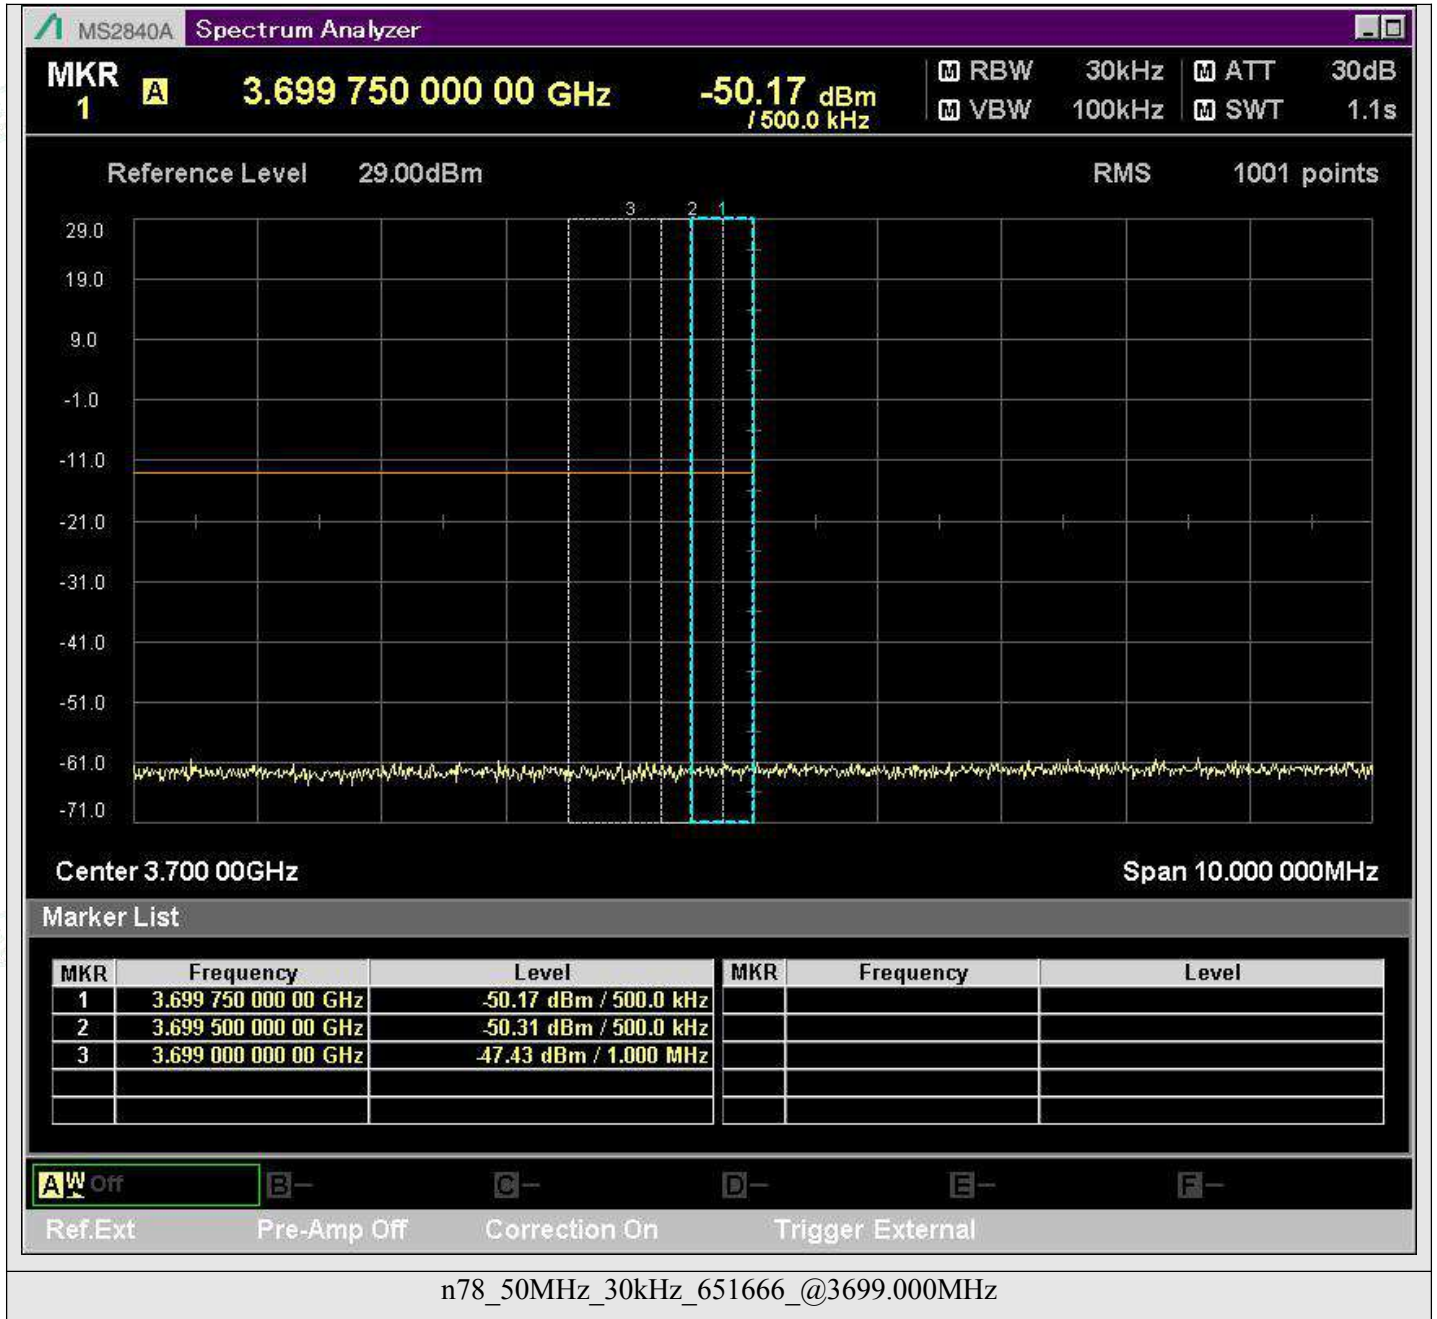 MS2840A Spectrum Analyzer
MKR 1 A 3.699 750 000 00 GHz -50.17 dBm / 500.0 kHz
M RBW 30kHz M ATT 30dB
M VBW 100kHz M SWT 1.1s
Reference Level 29.00dBm RMS 1001 points
3 2 1
29.0
19.0
9.0
-1.0
-11.0
-21.0
-31.0
-41.0
-51.0
-61.0
-71.0
Center 3.700 00GHz Span 10.000 000MHz
Marker List
MKR Frequency Level MKR Frequency Level
1 3.699 750 000 00 GHz -50.17 dBm / 500.0 kHz
2 3.699 500 000 00 GHz -50.31 dBm / 500.0 kHz
3 3.699 000 000 00 GHz -47.43 dBm / 1.000 MHz
A W Off B – C – D – E – F –
Ref.Ext Pre-Amp Off Correction On Trigger External
n78_50MHz_30kHz_651666_@3699.000MHz